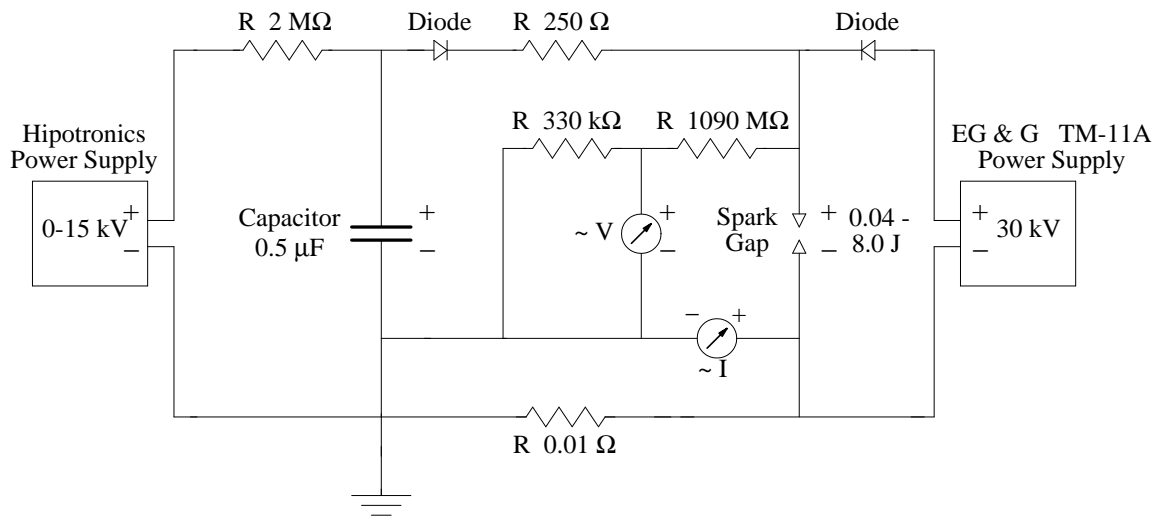 R 2 MΩ
Diode
R 250 Ω
Diode
Hipotronics
Power Supply
0-15 kV
+
−
Capacitor
0.5 µF
+
−
R 330 kΩ
R 1090 MΩ
~ V
+
−
Spark
Gap
+
−
0.04 -
8.0 J
EG & G TM-11A
Power Supply
+
−
30 kV
−
+
~ I
R 0.01 Ω